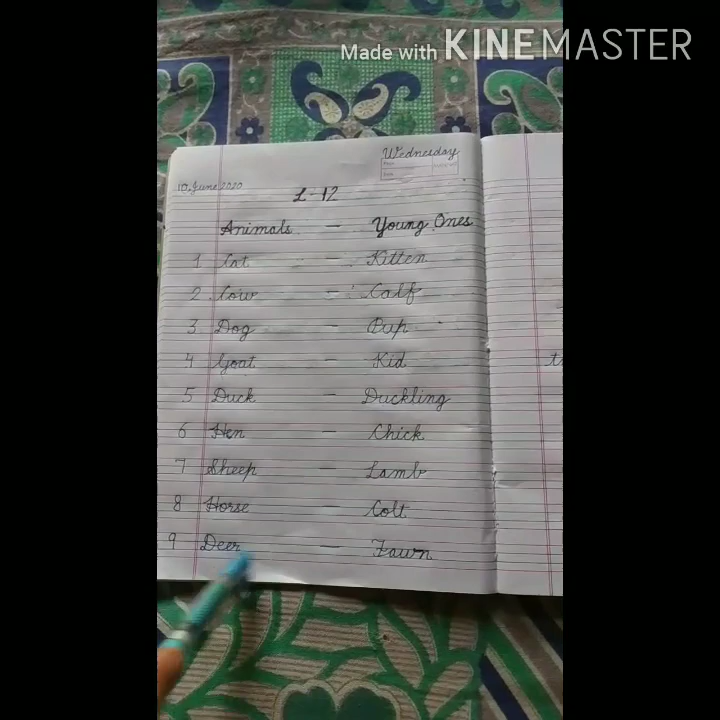 Made with KINEMASTER
Wednesday
10, June 2020
L-12
Animals — Young Ones
1 Cat — Kitten
2 Cow — Calf
3 Dog — Pup
4 Goat — Kid
5 Duck — Duckling
6 Hen — Chick
7 Sheep — Lamb
8 Horse — Colt
9 Deer — Fawn